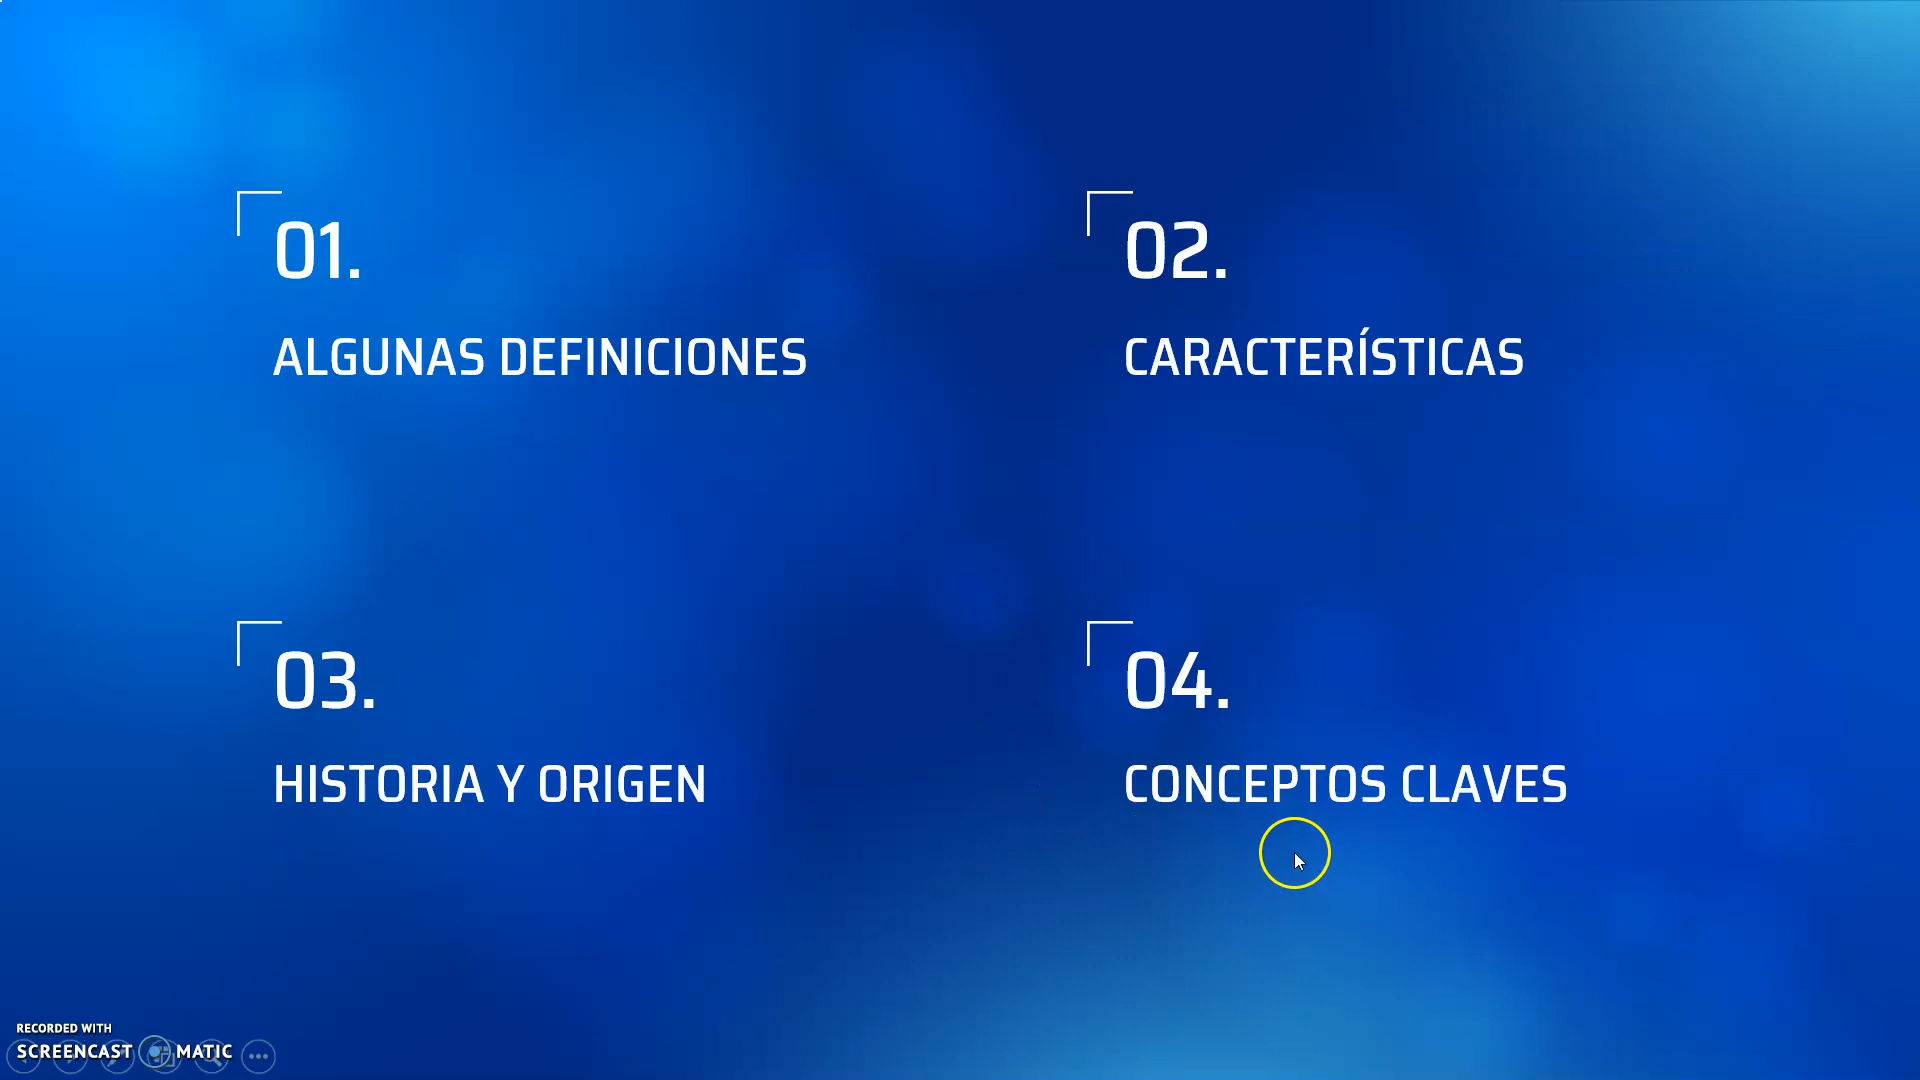 01.
ALGUNAS DEFINICIONES
02.
CARACTERÍSTICAS
03.
HISTORIA Y ORIGEN
04.
CONCEPTOS CLAVES
RECORDED WITH
SCREENCAST MATIC